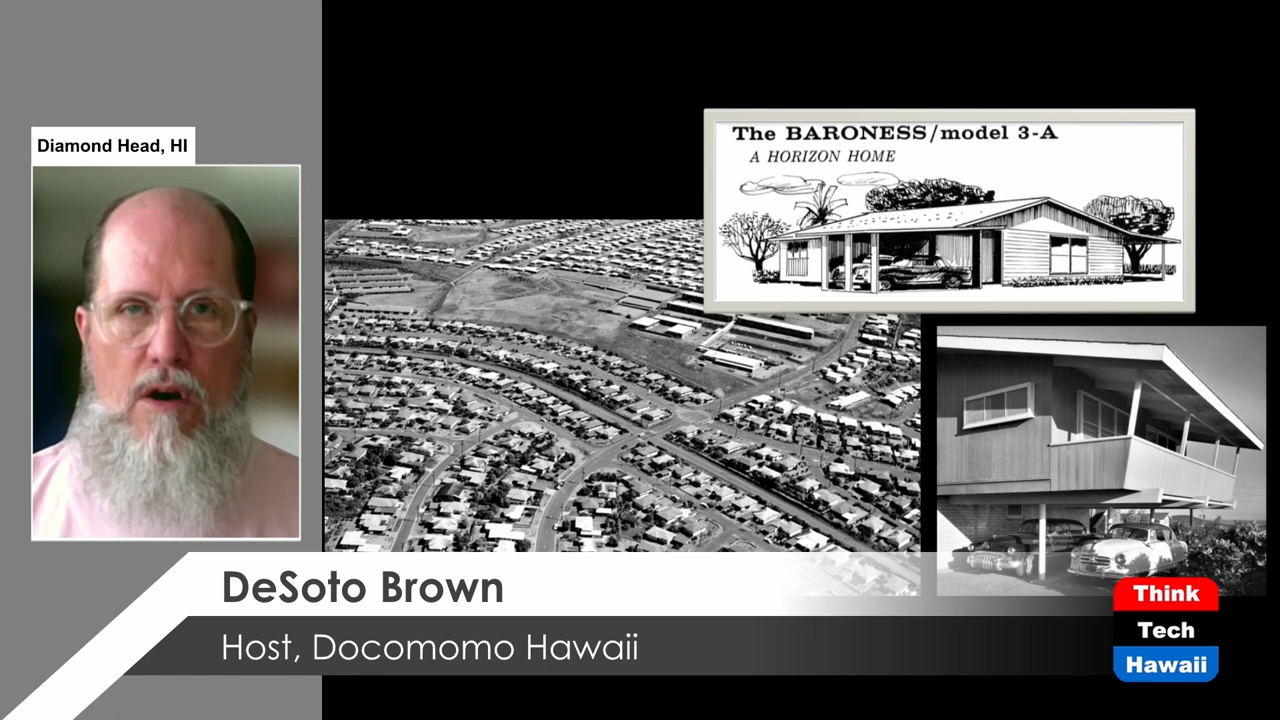 Diamond Head, HI
The BARONESS/model 3-A
A HORIZON HOME
DeSoto Brown
Host, Docomomo Hawaii
Think
Tech
Hawaii